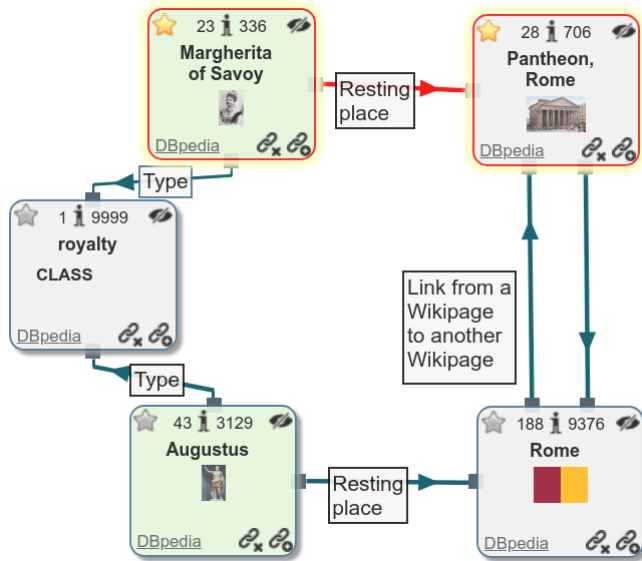 23 336
Margherita
of Savoy
DBpedia
Resting
place
28 706
Pantheon,
Rome
DBpedia
Type
1 9999
royalty
CLASS
DBpedia
Link from a
Wikipage
to another
Wikipage
Type
43 3129
Augustus
DBpedia
Resting
place
188 9376
Rome
DBpedia